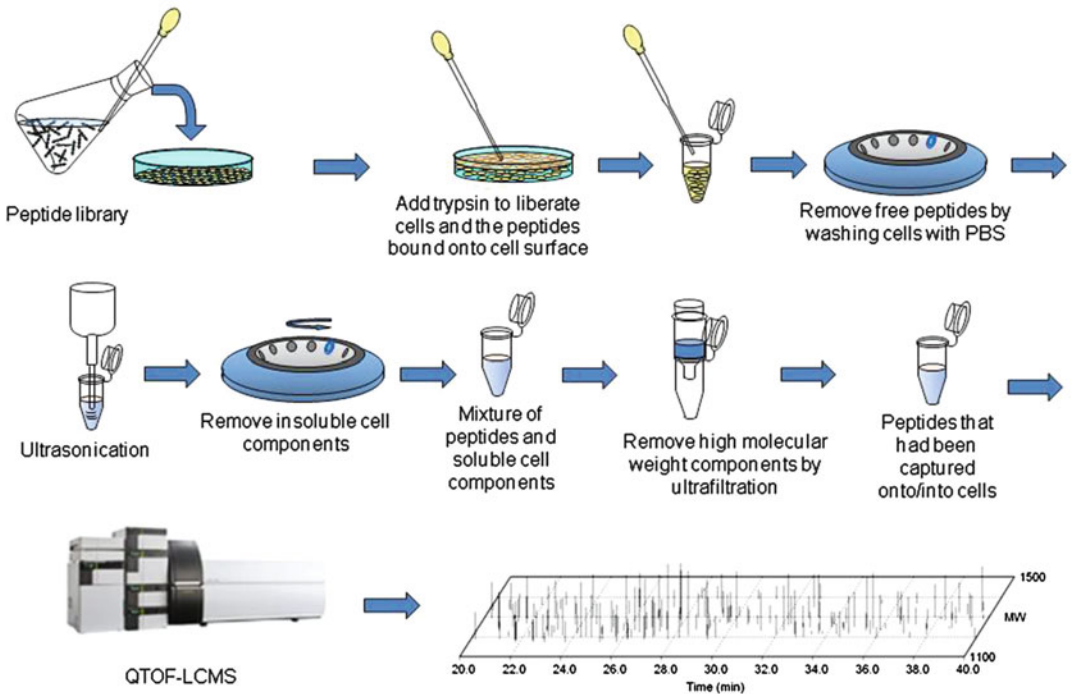 Peptide library
Add trypsin to liberate
cells and the peptides
bound onto cell surface
Remove free peptides by
washing cells with PBS
Ultrasonication
Remove insoluble cell
components
Mixture of
peptides and
soluble cell
components
Remove high molecular
weight components by
ultrafiltration
Peptides that
had been
captured
onto/into cells
QTOF-LCMS
1500
MW
1100
20.0 22.0 24.0 26.0 28.0 30.0 32.0 34.0 36.0 38.0 40.0
Time (min)